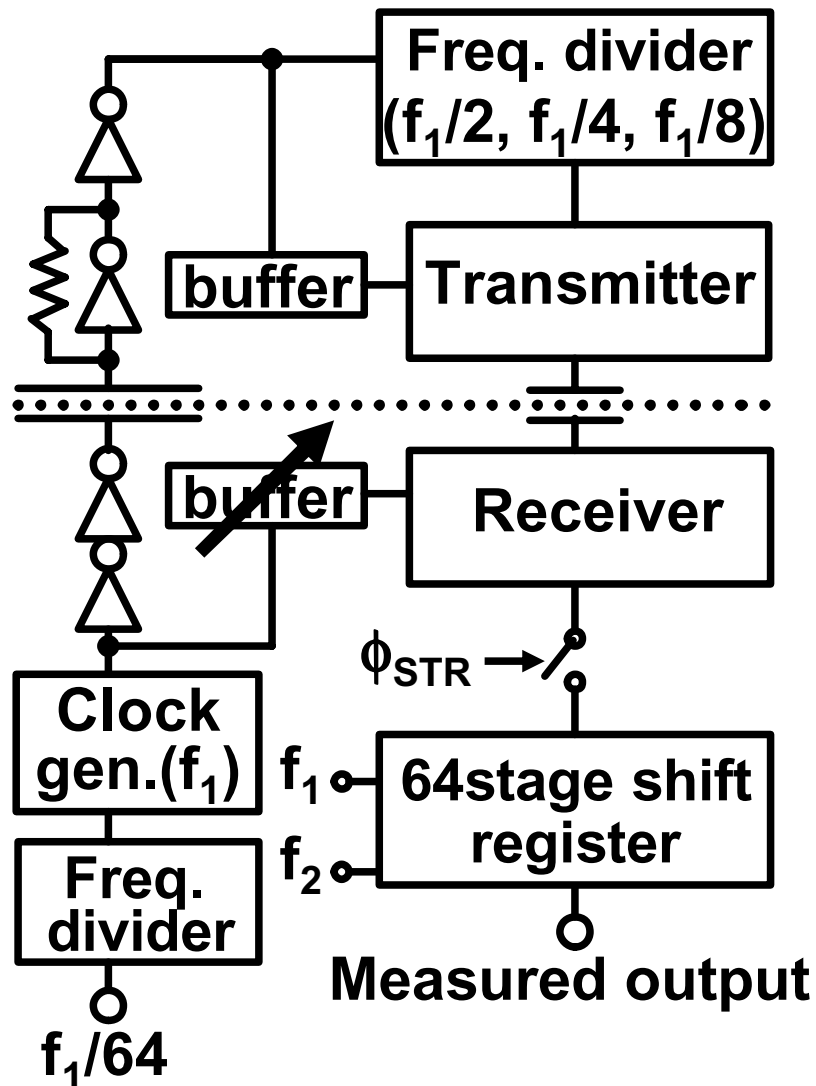 Freq. divider
(f₁/2, f₁/4, f₁/8)
buffer
Transmitter
buffer
Receiver
ϕSTR
Clock
gen.(f₁)
f₁
f₂
64stage shift
register
Freq.
divider
Measured output
f₁/64